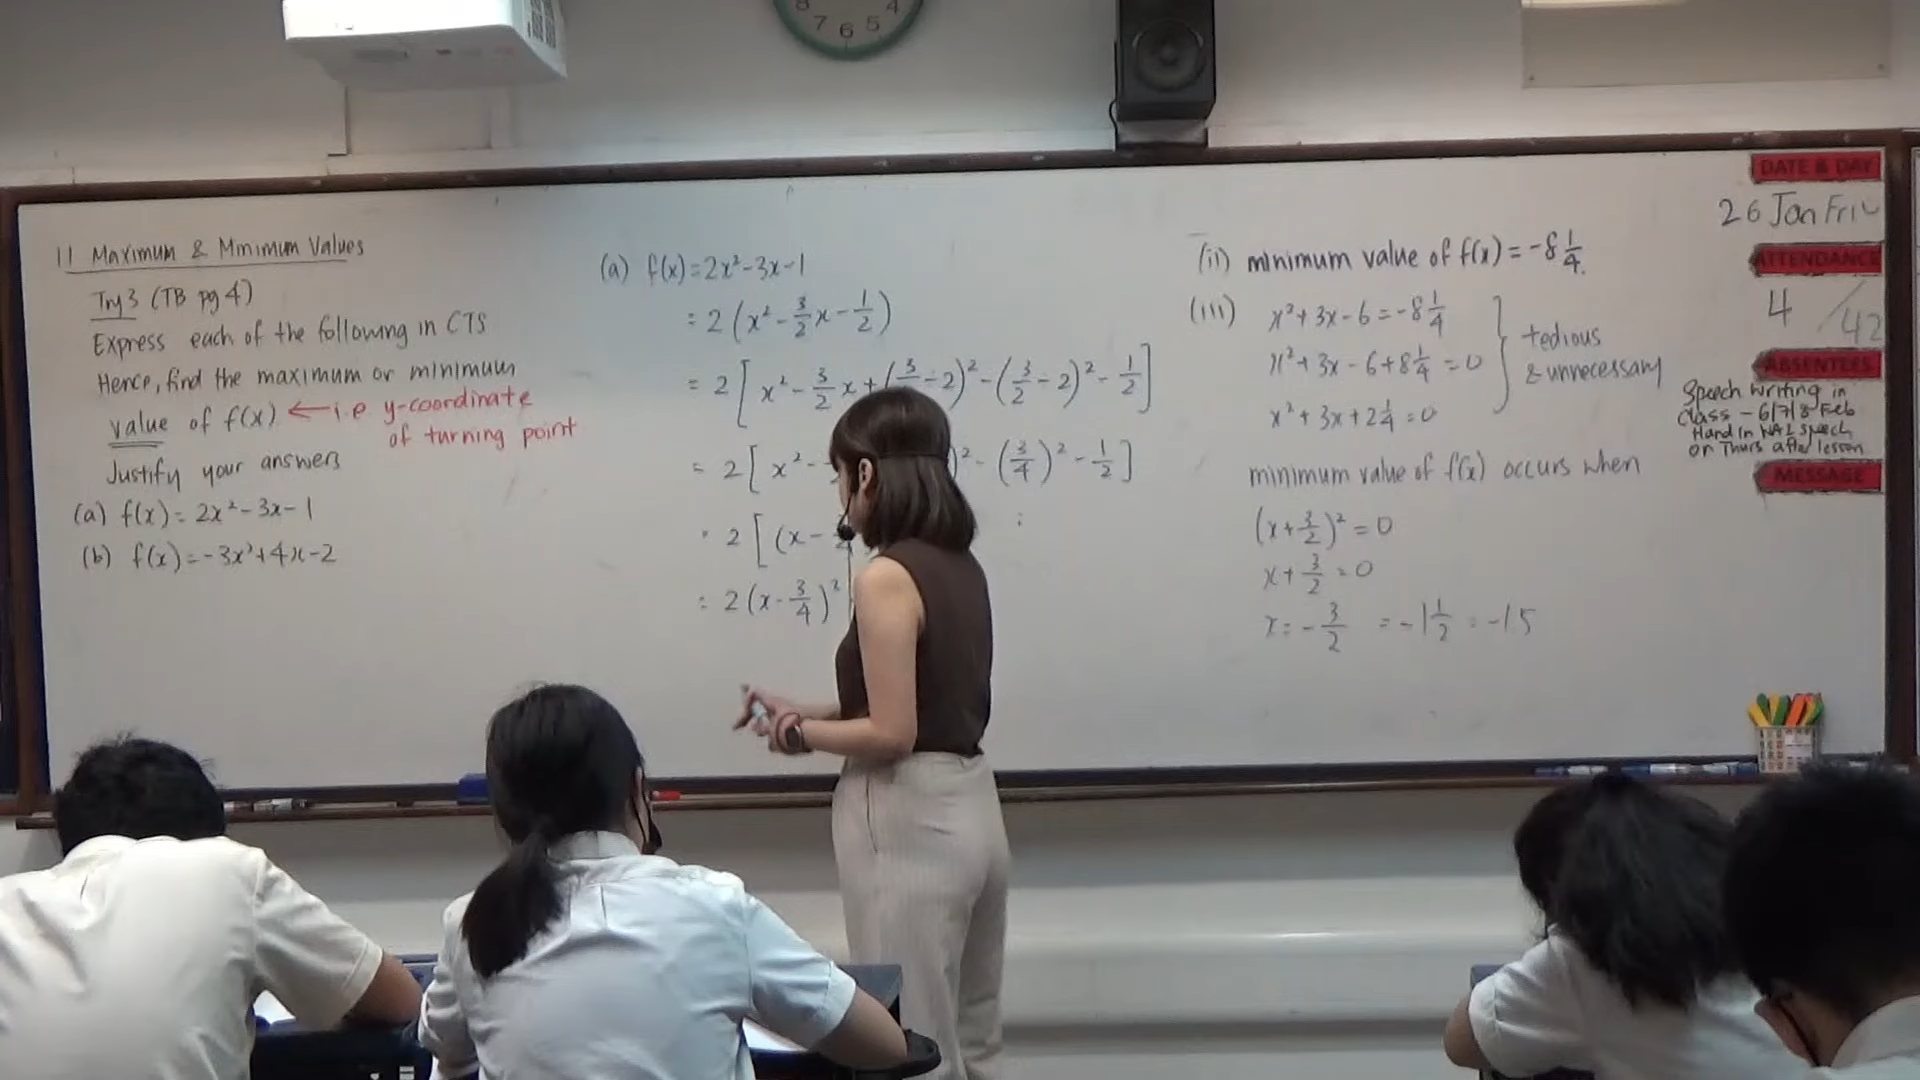 8 7 6 5 4
1.1 Maximum & Minimum Values
Try 3 (TB pg 4)
Express each of the following in CTS
Hence, find the maximum or minimum
value of f(x) ← i.e y-coordinate
of turning point
Justify your answers
(a) f(x) = 2x² - 3x - 1
(b) f(x) = -3x² + 4x - 2
(a) f(x) = 2x² - 3x - 1
= 2 (x² - 3/2 x - 1/2)
= 2 [ x² - 3/2 x + (3/ ÷ 2)² - (3/2 ÷ 2)² - 1/2 ]
= 2 [ x² - )² - (3/4)² - 1/2 ]
= 2 [ (x -
= 2 (x - 3/4)²
(ii) minimum value of f(x) = -8 1/4.
(iii) x² + 3x - 6 = -8 1/4
x² + 3x - 6 + 8 1/4 = 0
x² + 3x + 2 1/4 = 0
} tedious
& unnecessary
minimum value of f(x) occurs when
(x + 3/2)² = 0
x + 3/2 = 0
x = - 3/2 = -1 1/2 = -1.5
DATE & DAY
26 Jan Fri
ATTENDANCE
4 / 42
ABSENTEES
Speech Writing in
Class - 6/7/8 Feb
Hand in WA1 Speech
on Thurs after lesson
MESSAGE